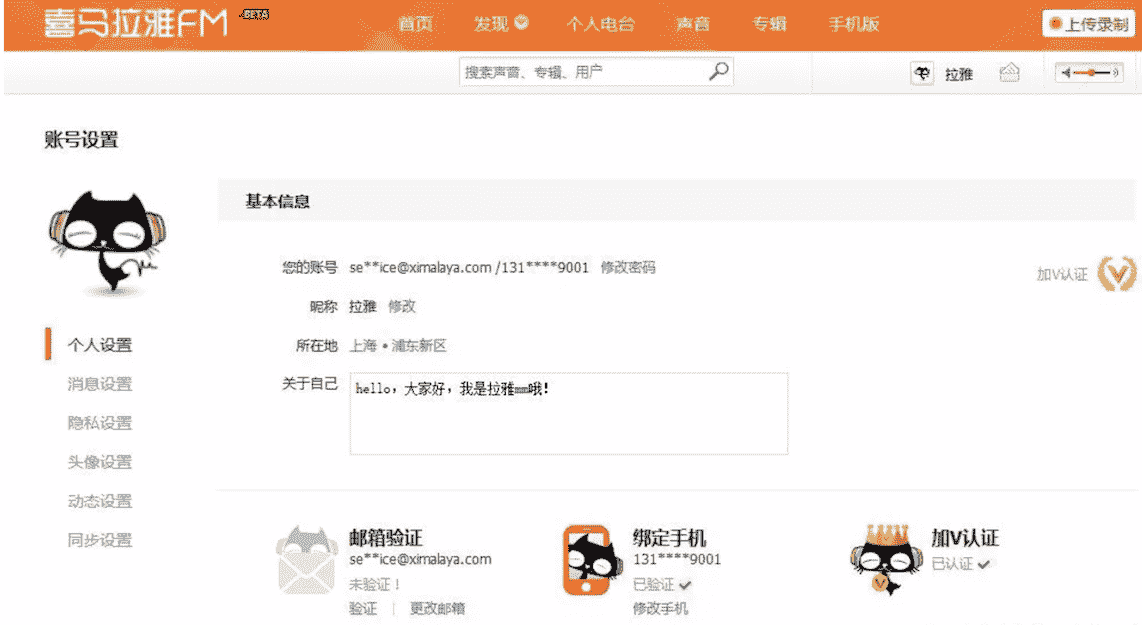 喜马拉雅FM .BETA 首页 发现 个人电台 声音 专辑 手机版 上传录制
搜索声音、专辑、用户 拉雅
账号设置
基本信息
您的账号 se**ice@ximalaya.com /131****9001 修改密码 加V认证
昵称 拉雅 修改
个人设置 所在地 上海 • 浦东新区
消息设置 关于自己 hello，大家好，我是拉雅mm哦！
隐私设置
头像设置
动态设置
同步设置
邮箱验证 绑定手机 加V认证
se**ice@ximalaya.com 131****9001 已认证
未验证！ 已验证
验证 | 更改邮箱 修改手机